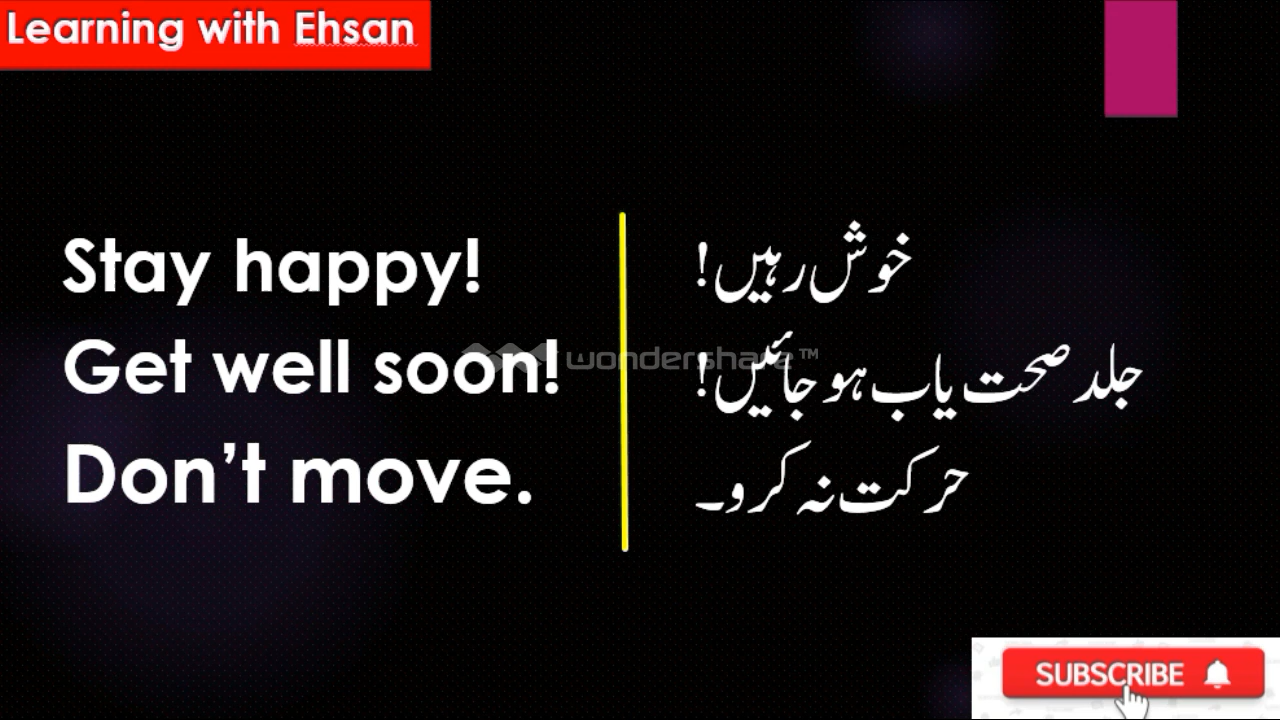 Learning with Ehsan
Stay happy!
خوش رہیں!
Get well soon!
جلد صحت یاب ہو جائیں!
Don't move.
حرکت نہ کرو۔
wondershare™
SUBSCRIBE